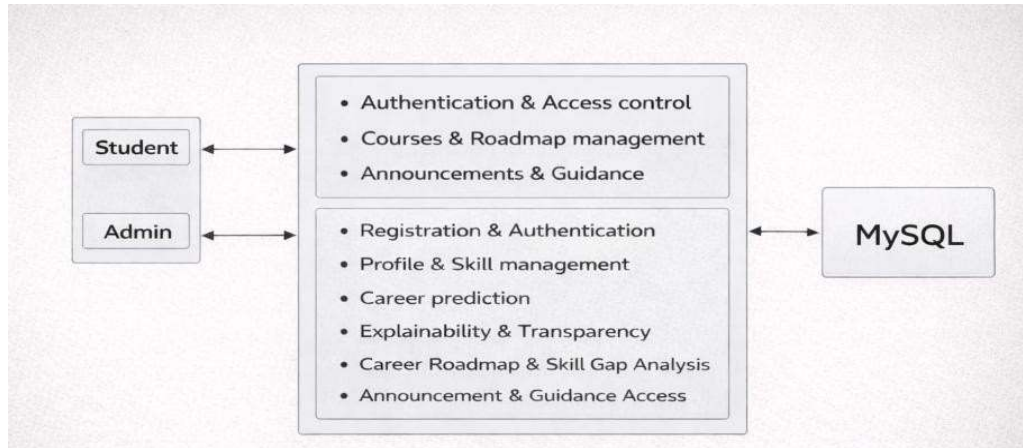 Student
Admin
• Authentication & Access control
• Courses & Roadmap management
• Announcements & Guidance
• Registration & Authentication
• Profile & Skill management
• Career prediction
• Explainability & Transparency
• Career Roadmap & Skill Gap Analysis
• Announcement & Guidance Access
MySQL